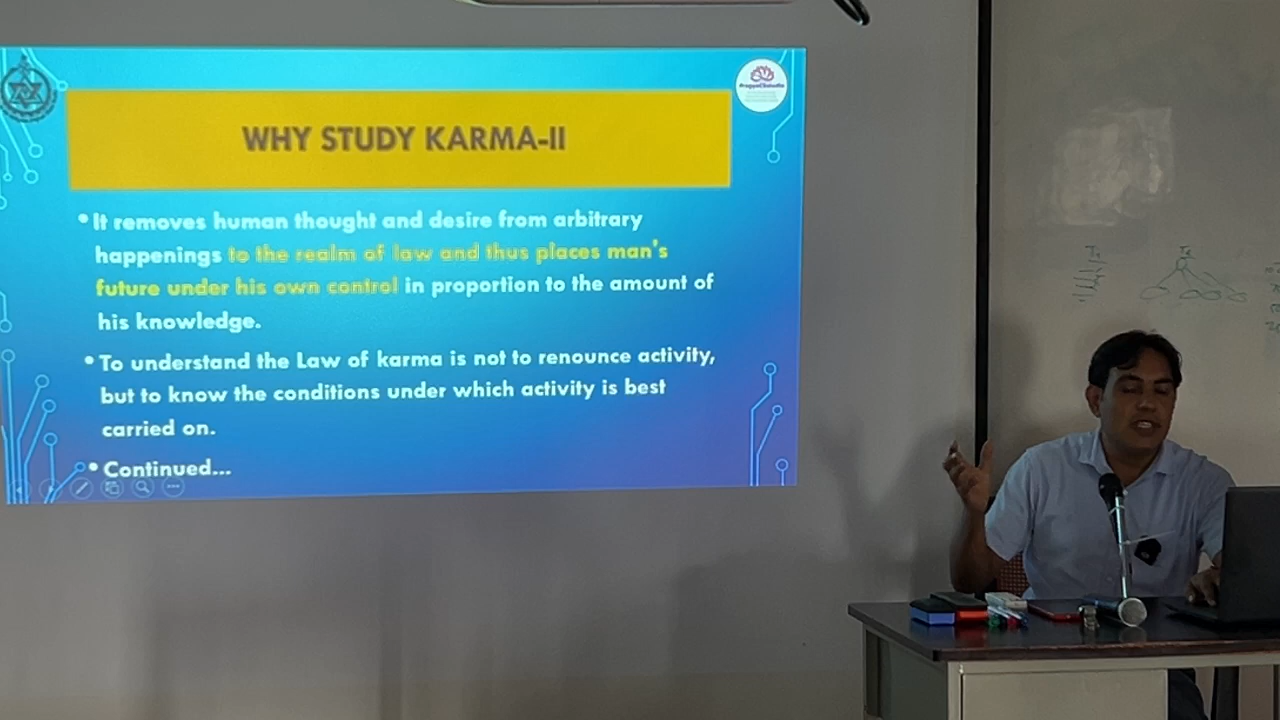 WHY STUDY KARMA-II
• It removes human thought and desire from arbitrary
happenings to the realm of law and thus places man's
future under his own control in proportion to the amount of
his knowledge.
• To understand the Law of karma is not to renounce activity,
but to know the conditions under which activity is best
carried on.
• Continued...